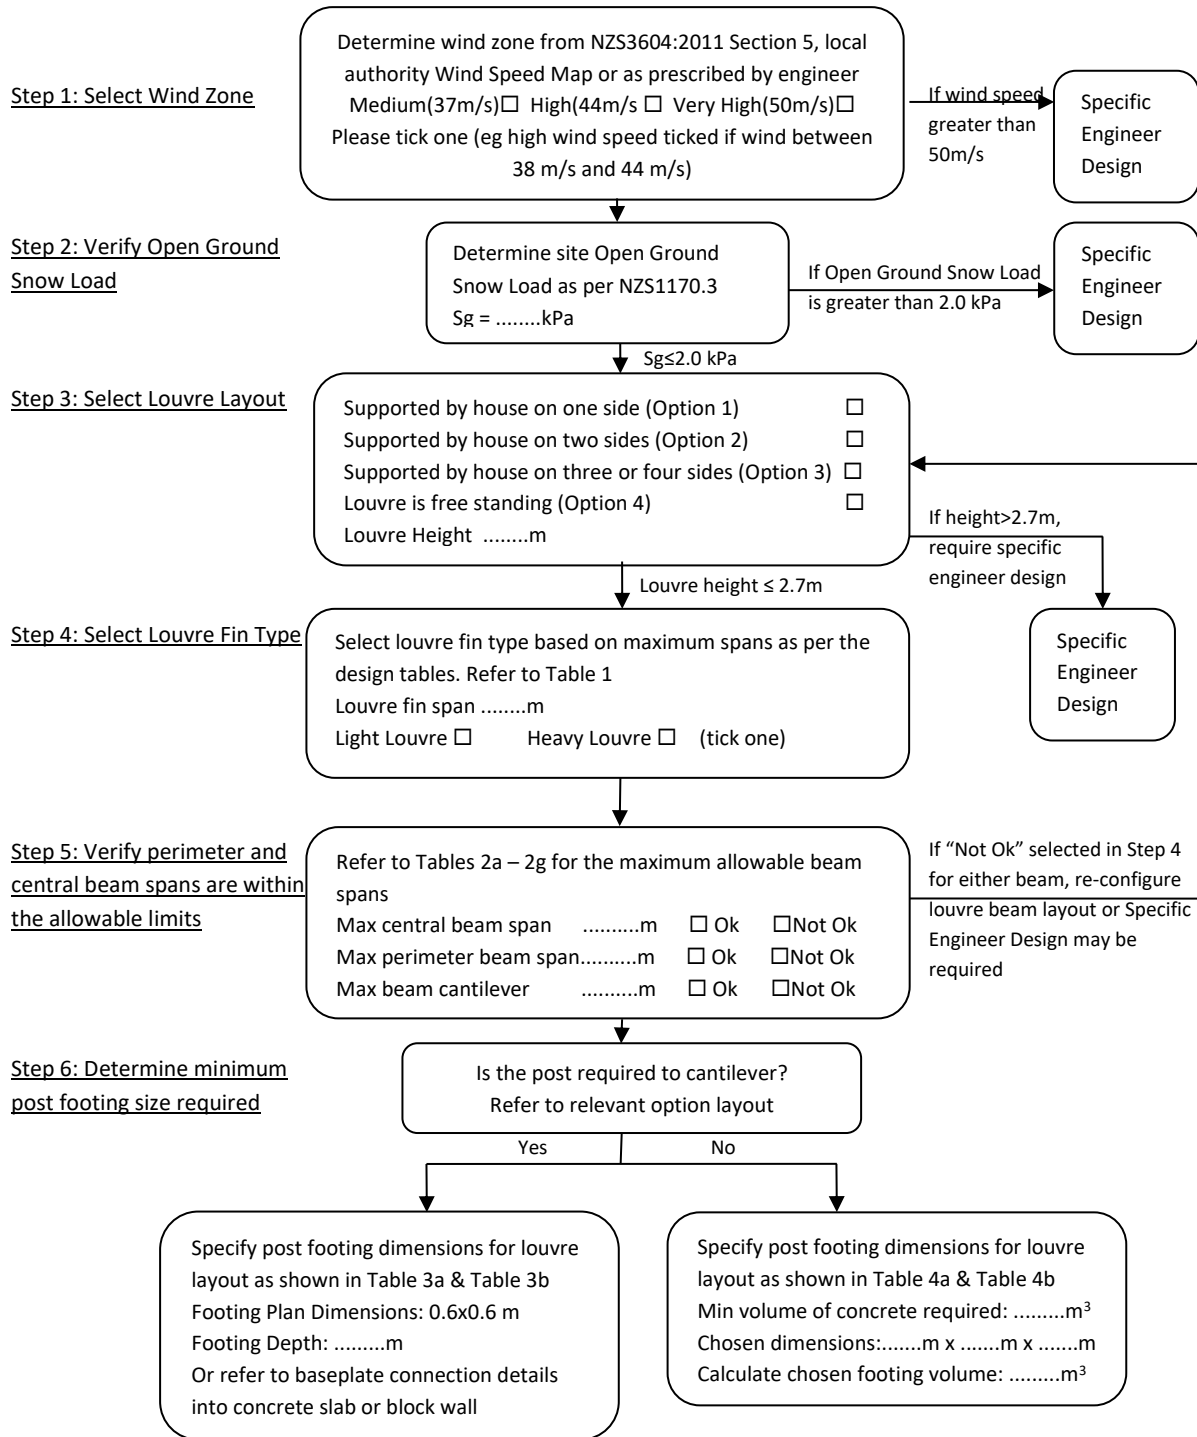 Step 1: Select Wind Zone
Determine wind zone from NZS3604:2011 Section 5, local
authority Wind Speed Map or as prescribed by engineer
Medium(37m/s)☐ High(44m/s ☐ Very High(50m/s)☐
Please tick one (eg high wind speed ticked if wind between
38 m/s and 44 m/s)
If wind speed
greater than
50m/s
Specific
Engineer
Design
Step 2: Verify Open Ground
Snow Load
Determine site Open Ground
Snow Load as per NZS1170.3
Sg = ........kPa
If Open Ground Snow Load
is greater than 2.0 kPa
Specific
Engineer
Design
Sg≤2.0 kPa
Step 3: Select Louvre Layout
Supported by house on one side (Option 1) ☐
Supported by house on two sides (Option 2) ☐
Supported by house on three or four sides (Option 3) ☐
Louvre is free standing (Option 4) ☐
Louvre Height ........m
If height>2.7m,
require specific
engineer design
Specific
Engineer
Design
Louvre height ≤ 2.7m
Step 4: Select Louvre Fin Type
Select louvre fin type based on maximum spans as per the
design tables. Refer to Table 1
Louvre fin span ........m
Light Louvre ☐ Heavy Louvre ☐ (tick one)
Step 5: Verify perimeter and
central beam spans are within
the allowable limits
Refer to Tables 2a – 2g for the maximum allowable beam
spans
Max central beam span ..........m ☐ Ok ☐Not Ok
Max perimeter beam span..........m ☐ Ok ☐Not Ok
Max beam cantilever ..........m ☐ Ok ☐Not Ok
If “Not Ok” selected in Step 4
for either beam, re-configure
louvre beam layout or Specific
Engineer Design may be
required
Step 6: Determine minimum
post footing size required
Is the post required to cantilever?
Refer to relevant option layout
Yes
No
Specify post footing dimensions for louvre
layout as shown in Table 3a & Table 3b
Footing Plan Dimensions: 0.6x0.6 m
Footing Depth: .........m
Or refer to baseplate connection details
into concrete slab or block wall
Specify post footing dimensions for louvre
layout as shown in Table 4a & Table 4b
Min volume of concrete required: .........m³
Chosen dimensions:.......m x .......m x .......m
Calculate chosen footing volume: .........m³